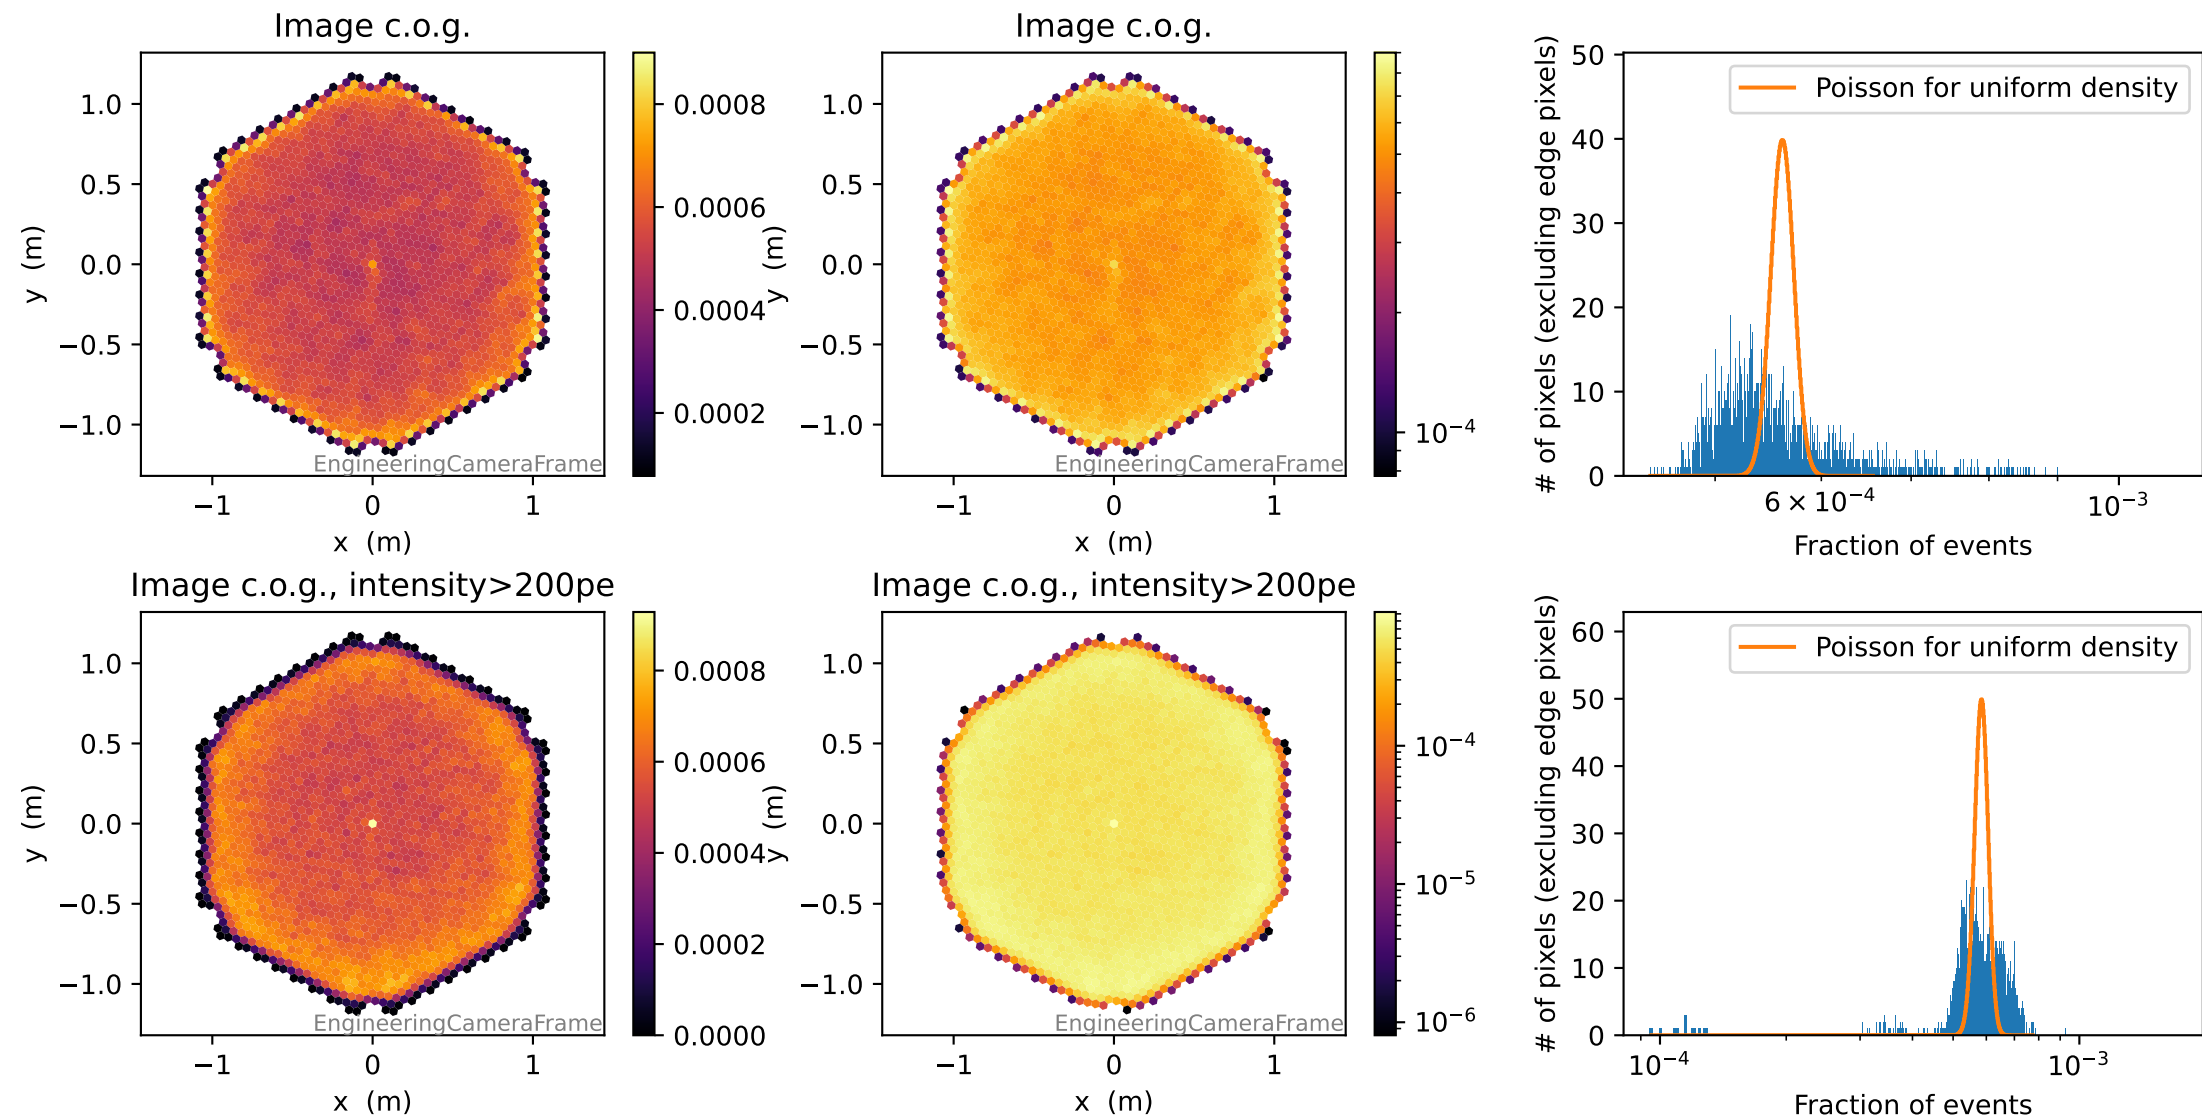 Image c.o.g.
1.0
0.5
0.0
−0.5
−1.0
y (m)
−1
0
1
x (m)
EngineeringCameraFrame
0.0008
0.0006
0.0004
0.0002
Image c.o.g.
1.0
0.5
0.0
−0.5
−1.0
y (m)
−1
0
1
x (m)
EngineeringCameraFrame
10⁻⁴
50
40
30
20
10
0
# of pixels (excluding edge pixels)
Poisson for uniform density
6 × 10⁻⁴
10⁻³
Fraction of events
Image c.o.g., intensity>200pe
1.0
0.5
0.0
−0.5
−1.0
y (m)
−1
0
1
x (m)
EngineeringCameraFrame
0.0008
0.0006
0.0004
0.0002
0.0000
Image c.o.g., intensity>200pe
1.0
0.5
0.0
−0.5
−1.0
y (m)
−1
0
1
x (m)
EngineeringCameraFrame
10⁻⁴
10⁻⁵
10⁻⁶
60
50
40
30
20
10
0
# of pixels (excluding edge pixels)
Poisson for uniform density
10⁻⁴
10⁻³
Fraction of events